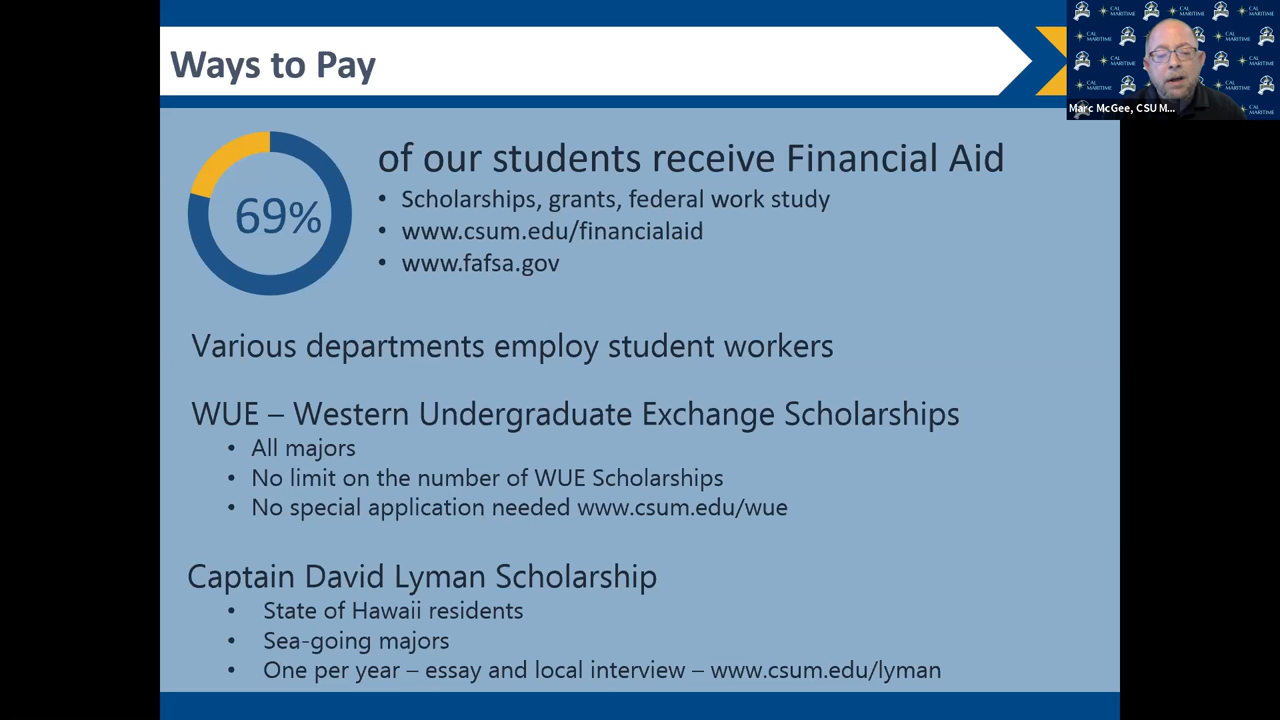 Ways to Pay
CAL MARITIME
Marc McGee, CSU M...
69%
of our students receive Financial Aid
• Scholarships, grants, federal work study
• www.csum.edu/financialaid
• www.fafsa.gov
Various departments employ student workers
WUE – Western Undergraduate Exchange Scholarships
• All majors
• No limit on the number of WUE Scholarships
• No special application needed www.csum.edu/wue
Captain David Lyman Scholarship
• State of Hawaii residents
• Sea-going majors
• One per year – essay and local interview – www.csum.edu/lyman